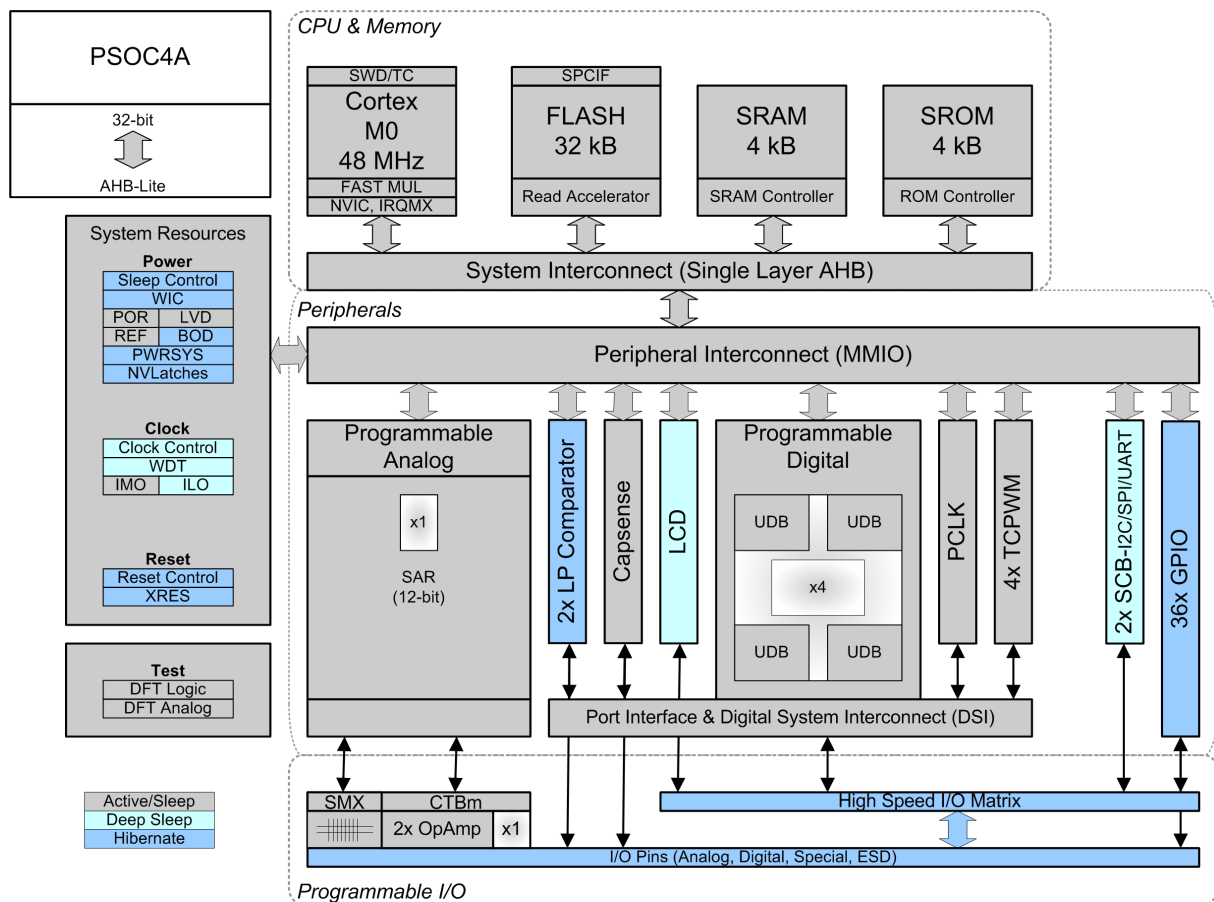 PSOC4A
32-bit
AHB-Lite
CPU & Memory
SWD/TC
Cortex
M0
48 MHz
FAST MUL
NVIC, IRQMX
SPCIF
FLASH
32 kB
Read Accelerator
SRAM
4 kB
SRAM Controller
SROM
4 kB
ROM Controller
System Interconnect (Single Layer AHB)
System Resources
Power
Sleep Control
WIC
POR LVD
REF BOD
PWRSYS
NVLatches
Clock
Clock Control
WDT
IMO ILO
Reset
Reset Control
XRES
Test
DFT Logic
DFT Analog
Peripherals
Peripheral Interconnect (MMIO)
Programmable
Analog
x1
SAR
(12-bit)
2x LP Comparator
Capsense
LCD
Programmable
Digital
UDB UDB
x4
UDB UDB
PCLK
4x TCPWM
2x SCB-I2C/SPI/UART
36x GPIO
Port Interface & Digital System Interconnect (DSI)
Active/Sleep
Deep Sleep
Hibernate
SMX
CTBm
2x OpAmp x1
High Speed I/O Matrix
I/O Pins (Analog, Digital, Special, ESD)
Programmable I/O